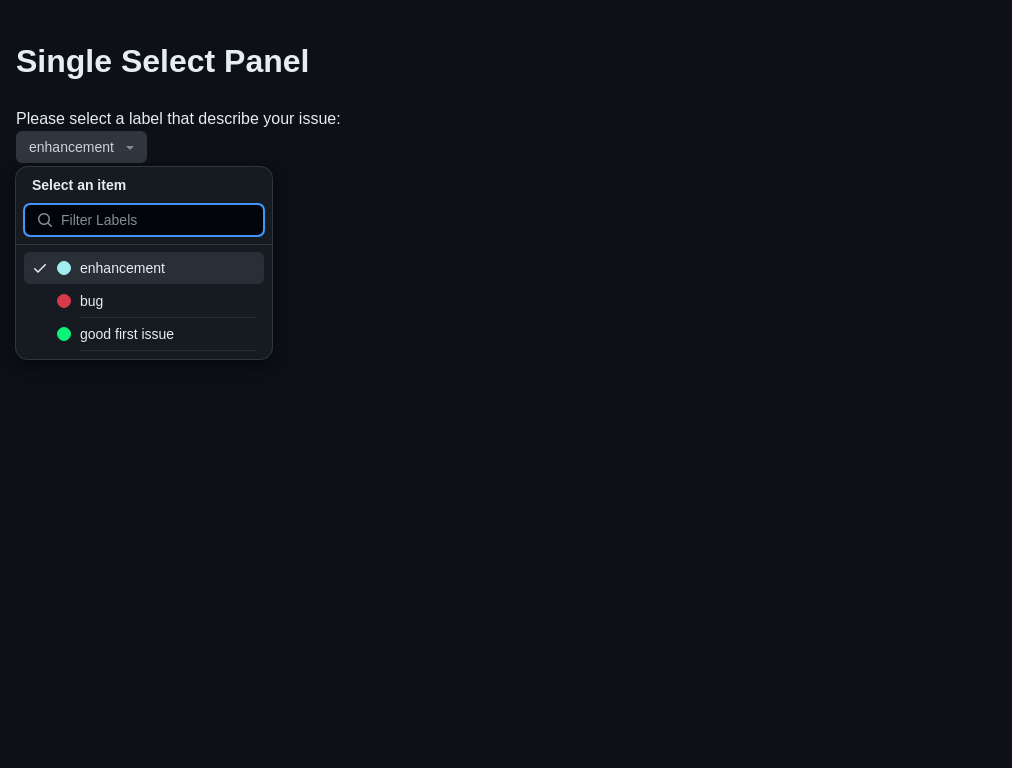 Single Select Panel
Please select a label that describe your issue:
enhancement
Select an item
Filter Labels
enhancement
bug
good first issue